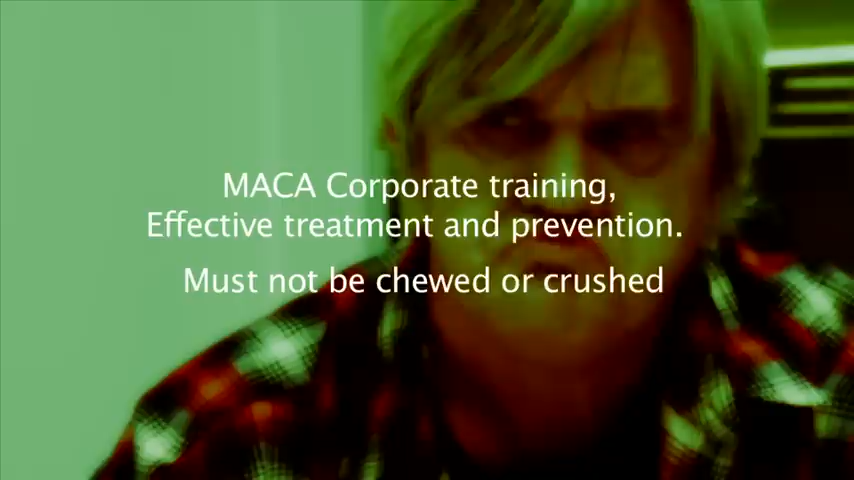 MACA Corporate training,
Effective treatment and prevention.
Must not be chewed or crushed